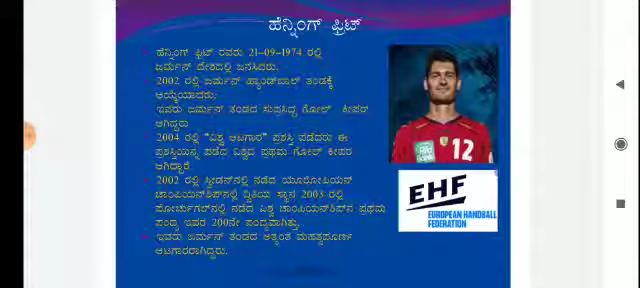 ಹೆನ್ನಿಂಗ್ ಫ್ರಿಟ್
ಹೆನ್ನಿಂಗ್ ಫ್ರಿಟ್ ರವರು 21-09-1974 ರಲ್ಲಿ
ಜರ್ಮನ್ ದೇಶದಲ್ಲಿ ಜನಿಸಿದರು.
2002 ರಲ್ಲಿ ಜರ್ಮನ್ ಹ್ಯಾಂಡ್‌ಬಾಲ್ ತಂಡಕ್ಕೆ
ಆಯ್ಕೆಯಾದರು.
ಇವರು ಜರ್ಮನ್ ತಂಡದ ಸುಪ್ರಸಿದ್ಧ ಗೋಲ್ ಕೀಪರ್
ಆಗಿದ್ದರು
2004 ರಲ್ಲಿ "ವಿಶ್ವ ಆಟಗಾರ" ಪ್ರಶಸ್ತಿ ಪಡೆದರು ಈ
ಪ್ರಶಸ್ತಿಯನ್ನು ಪಡೆದ ವಿಶ್ವದ ಪ್ರಥಮ ಗೋಲ್ ಕೀಪರ
ಆಗಿದ್ದಾರೆ
2002 ರಲ್ಲಿ ಸ್ವೀಡನ್‌ನಲ್ಲಿ ನಡೆದ ಯೂರೋಪಿಯನ್
ಚಾಂಪಿಯನ್‌ಶಿಪ್‌ನಲ್ಲಿ ದ್ವಿತೀಯ ಸ್ಥಾನ 2003 ರಲ್ಲಿ
ಪೋರ್ಚುಗಲ್‌ನಲ್ಲಿ ನಡೆದ ವಿಶ್ವ ಚಾಂಪಿಯನ್‌ಶಿಪ್‌ನ ಪ್ರಥಮ
ಪಂದ್ಯ ಇವರ 200ನೇ ಪಂದ್ಯವಾಗಿತ್ತು.
ಇವರು ಜರ್ಮನ್ ತಂಡದ ಅತ್ಯಂತ ಮಹತ್ವಪೂರ್ಣ
ಆಟಗಾರರಾಗಿದ್ದರು.
12
EHF
EUROPEAN HANDBALL
FEDERATION